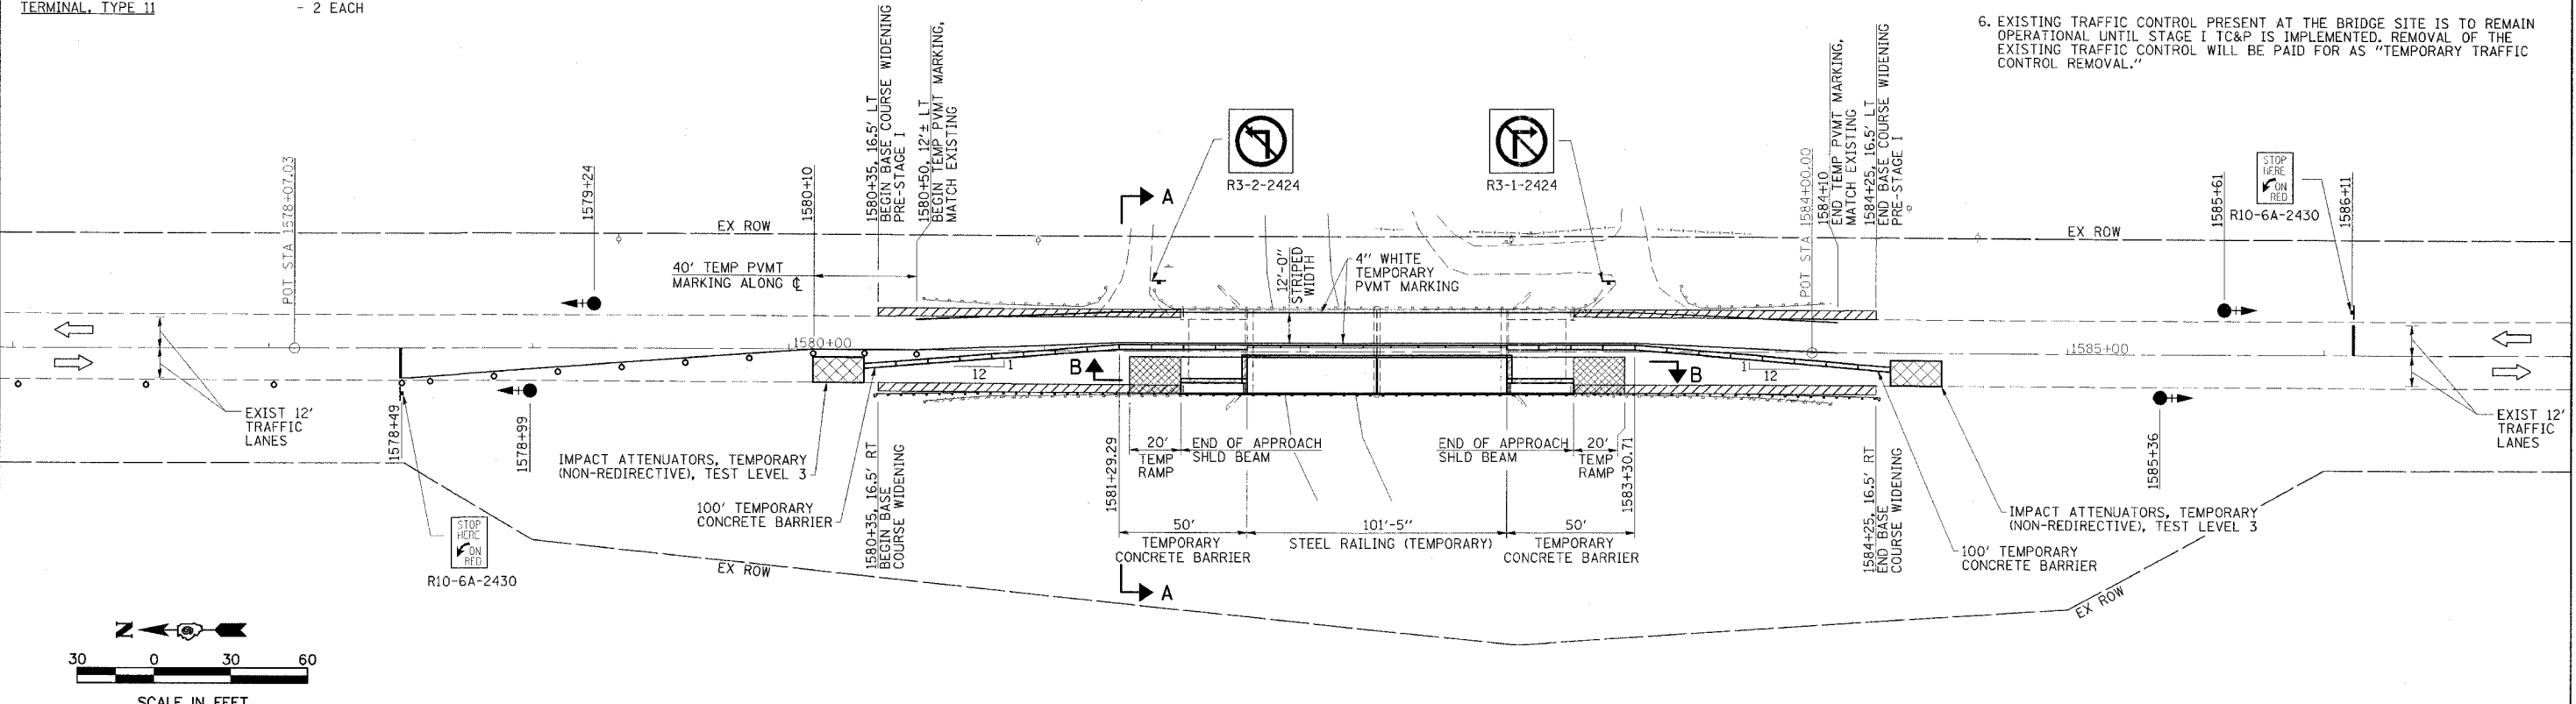 TERMINAL, TYPE 11 - 2 EACH
6. EXISTING TRAFFIC CONTROL PRESENT AT THE BRIDGE SITE IS TO REMAIN
OPERATIONAL UNTIL STAGE I TC&P IS IMPLEMENTED. REMOVAL OF THE
EXISTING TRAFFIC CONTROL WILL BE PAID FOR AS "TEMPORARY TRAFFIC
CONTROL REMOVAL."
POT STA 1578+07.03
1579+24
1580+10
1580+35, 16.5' LT
BEGIN BASE COURSE WIDENING
PRE-STAGE I
1580+50, 12'± LT
BEGIN TEMP PVMT MARKING,
MATCH EXISTING
R3-2-2424
R3-1-2424
POT STA 1584+00.00
1584+10
END TEMP PVMT MARKING,
MATCH EXISTING
1584+25, 16.5' LT
END BASE COURSE WIDENING
PRE-STAGE I
1585+61
STOP
HERE
ON
RED
R10-6A-2430
1586+11
A
EX ROW
EX ROW
40' TEMP PVMT
MARKING ALONG ℄
12'-0"
STRIPED
WIDTH
4" WHITE
TEMPORARY
PVMT MARKING
1580+00
1585+00
12
1
B
B
1
12
EXIST 12'
TRAFFIC
LANES
1578+49
1578+99
IMPACT ATTENUATORS, TEMPORARY
(NON-REDIRECTIVE), TEST LEVEL 3
100' TEMPORARY
CONCRETE BARRIER
1580+35, 16.5' RT
BEGIN BASE
COURSE WIDENING
1581+29.29
20'
TEMP
RAMP
END OF APPROACH
SHLD BEAM
END OF APPROACH
SHLD BEAM
20'
TEMP
RAMP
1583+30.71
1584+25, 16.5' RT
END BASE
COURSE WIDENING
1585+36
EXIST 12'
TRAFFIC
LANES
IMPACT ATTENUATORS, TEMPORARY
(NON-REDIRECTIVE), TEST LEVEL 3
100' TEMPORARY
CONCRETE BARRIER
50'
TEMPORARY
CONCRETE BARRIER
101'-5"
STEEL RAILING (TEMPORARY)
50'
TEMPORARY
CONCRETE BARRIER
STOP
HERE
ON
RED
R10-6A-2430
EX ROW
A
EX ROW
N
30 0 30 60
SCALE IN FEET